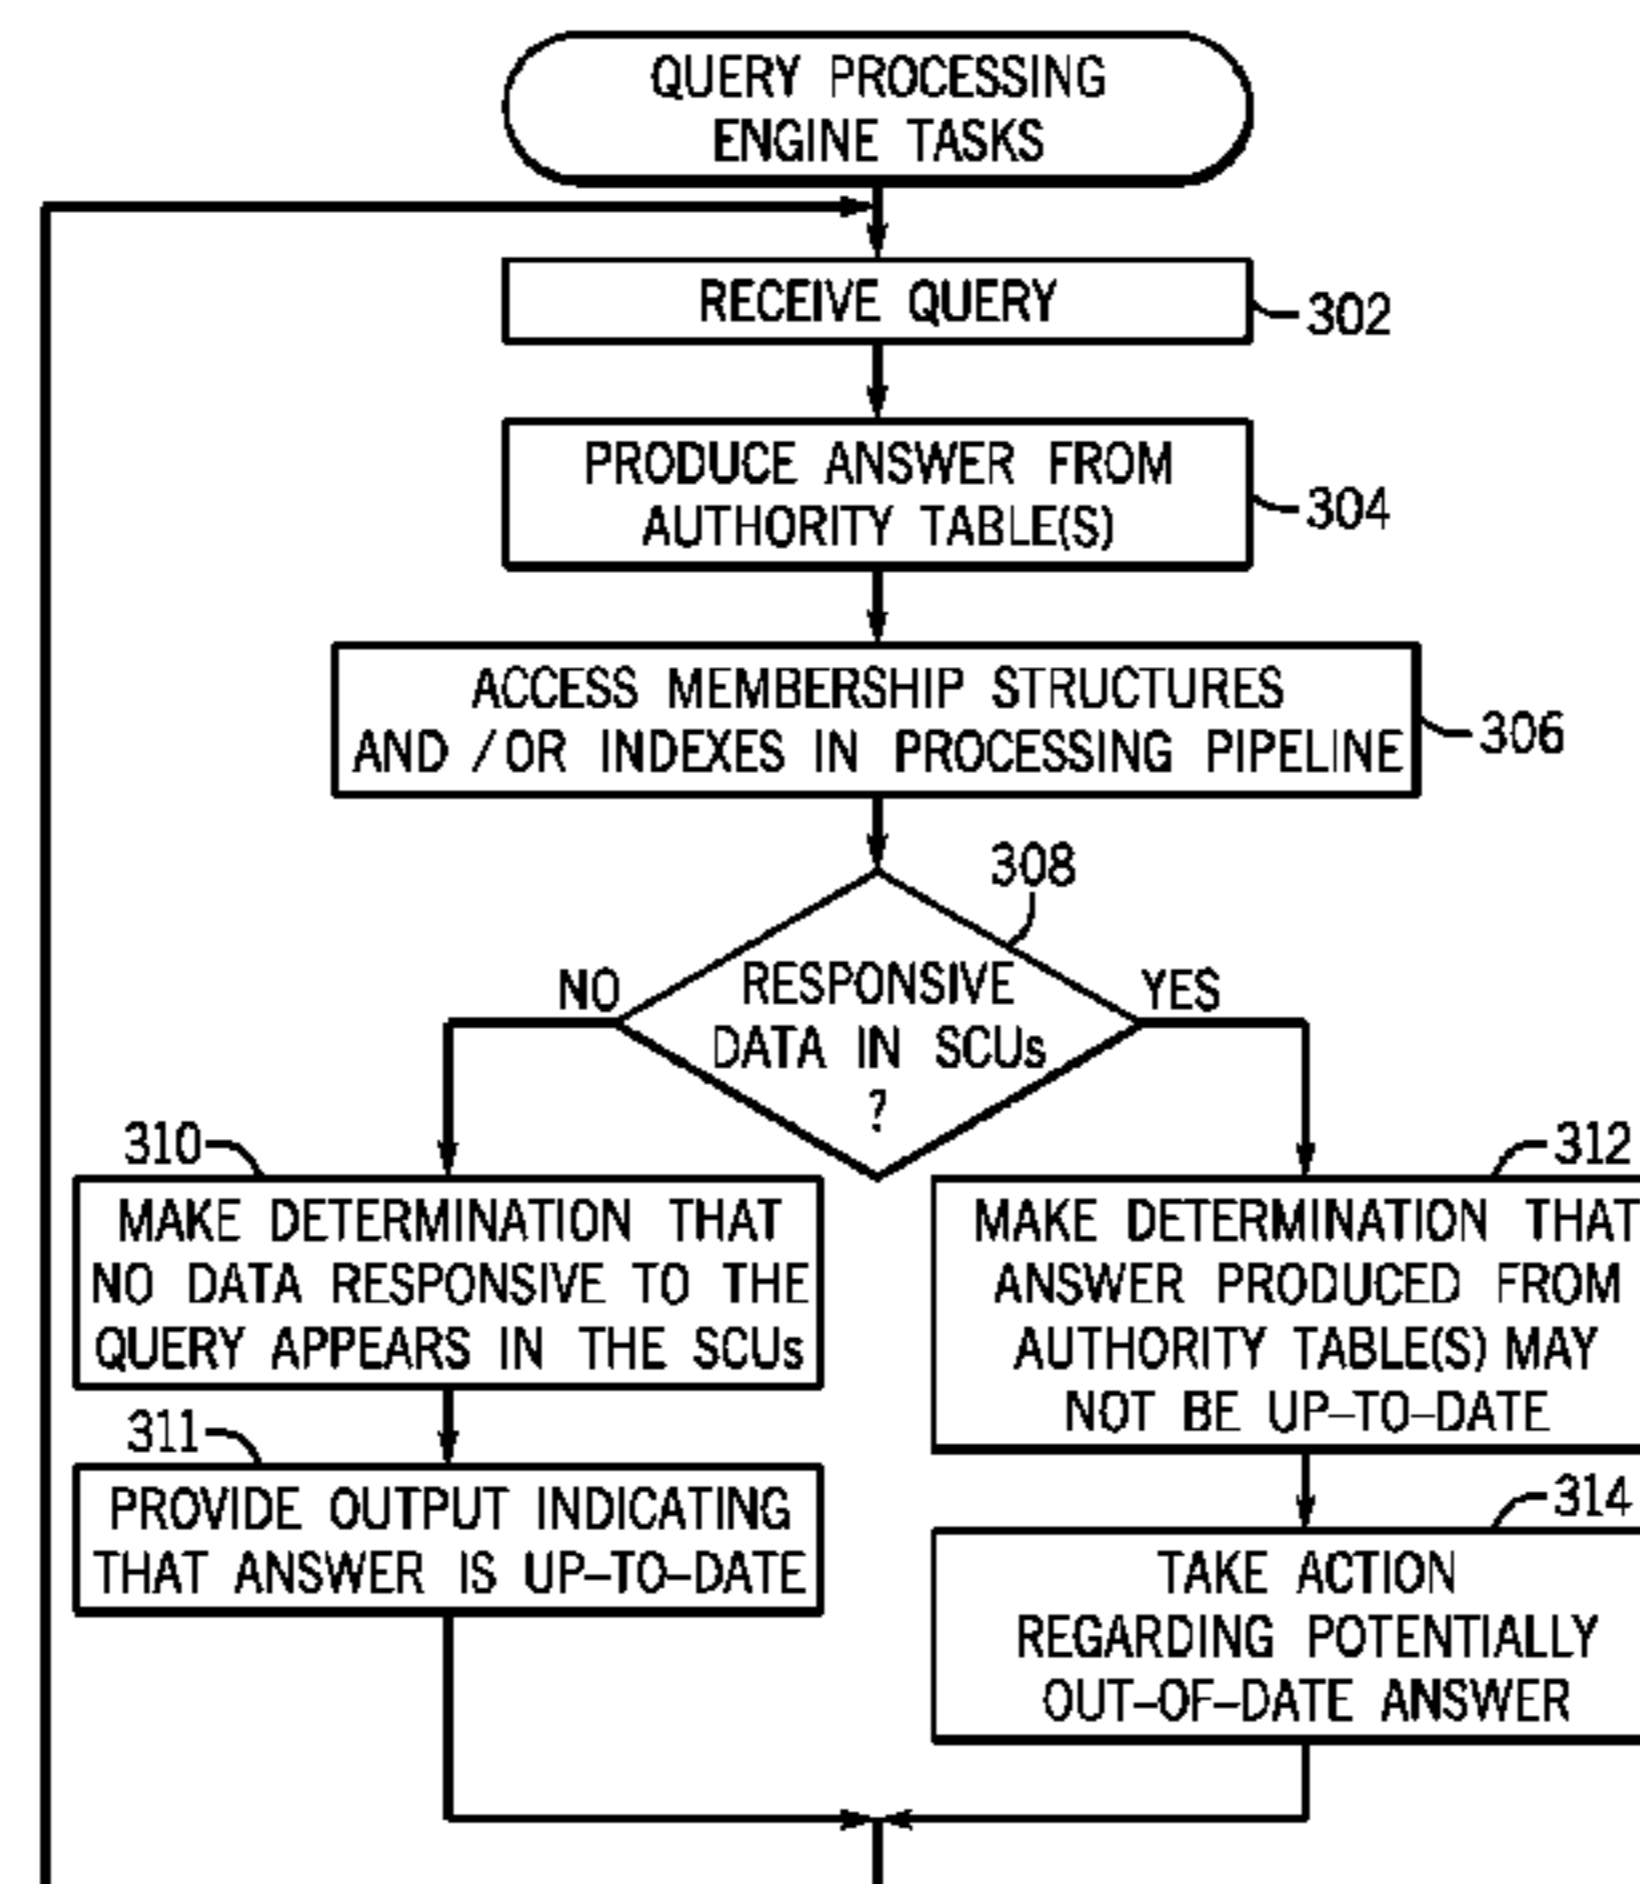 QUERY PROCESSING
ENGINE TASKS
RECEIVE QUERY
302
PRODUCE ANSWER FROM
AUTHORITY TABLE(S)
304
ACCESS MEMBERSHIP STRUCTURES
AND /OR INDEXES IN PROCESSING PIPELINE
306
308
RESPONSIVE
DATA IN SCUs
?
NO
YES
310
MAKE DETERMINATION THAT
NO DATA RESPONSIVE TO THE
QUERY APPEARS IN THE SCUs
312
MAKE DETERMINATION THAT
ANSWER PRODUCED FROM
AUTHORITY TABLE(S) MAY
NOT BE UP–TO–DATE
311
PROVIDE OUTPUT INDICATING
THAT ANSWER IS UP–TO–DATE
314
TAKE ACTION
REGARDING POTENTIALLY
OUT–OF–DATE ANSWER